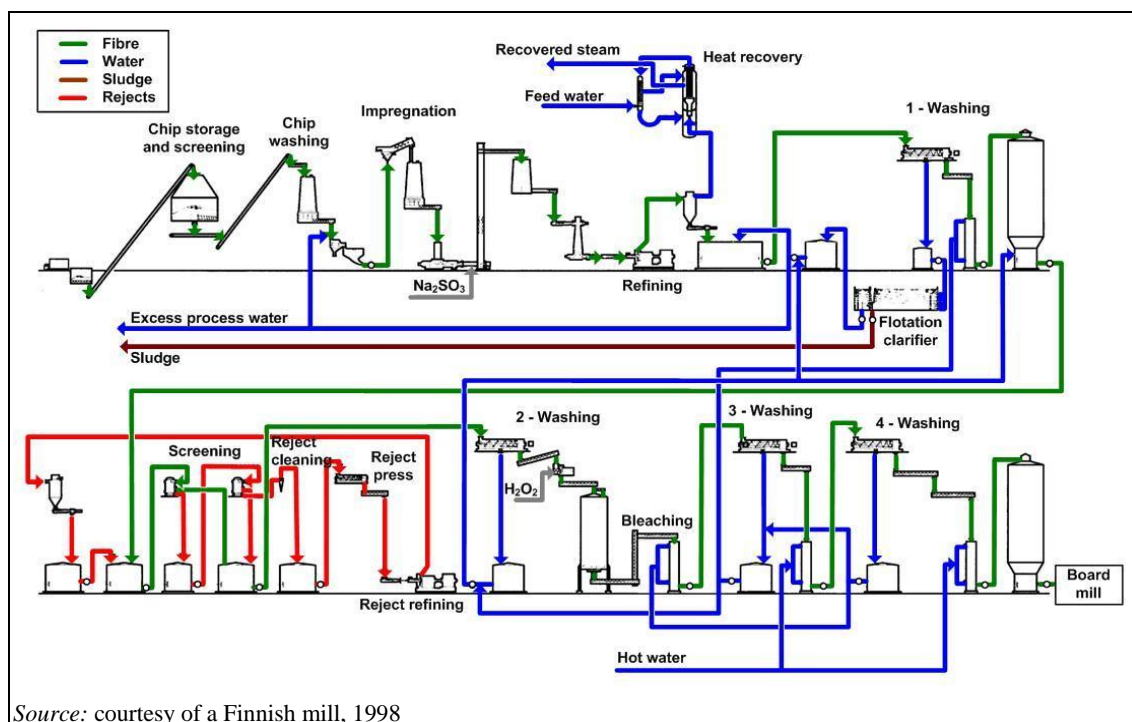 Fibre
Water
Sludge
Rejects
Recovered steam
Heat recovery
Feed water
Impregnation
Chip storage
and screening
Chip
washing
1 - Washing
Na₂SO₃
Refining
Excess process water
Sludge
Flotation
clarifier
Screening
Reject
cleaning
Reject
press
2 - Washing
H₂O₂
Bleaching
3 - Washing
4 - Washing
Reject refining
Board
mill
Hot water
Source: courtesy of a Finnish mill, 1998